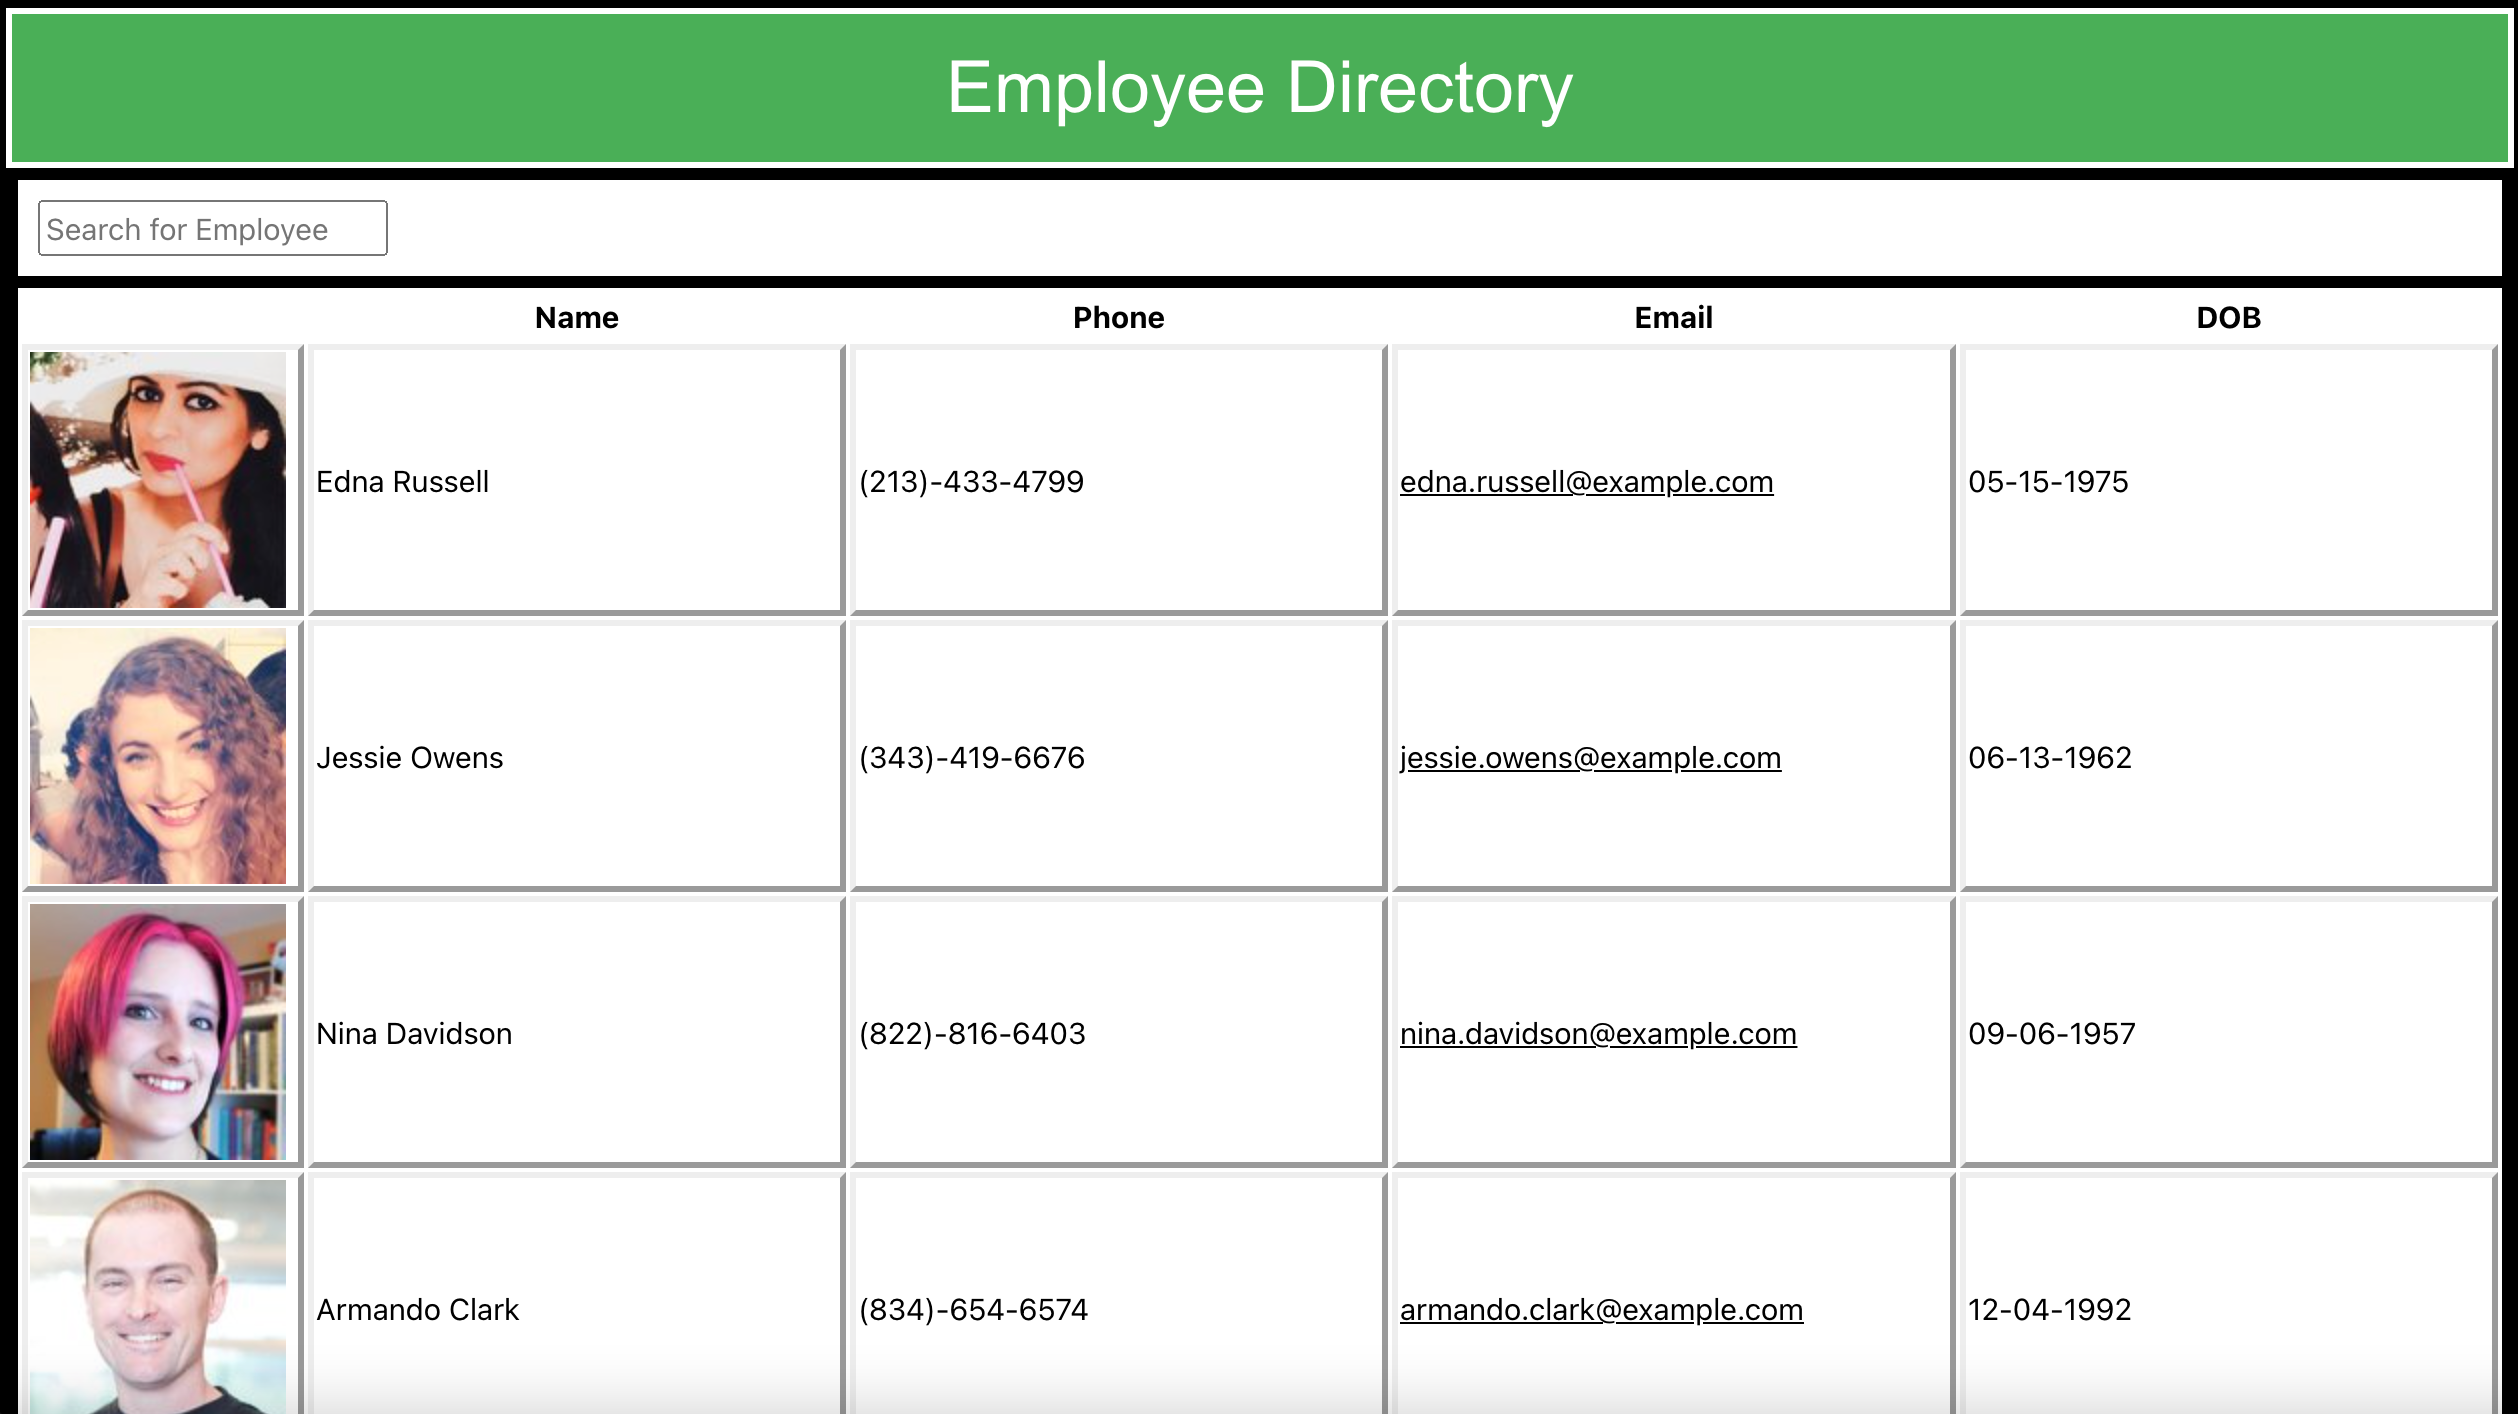 Employee Directory
Search for Employee
Name Phone Email DOB
Edna Russell (213)-433-4799 edna.russell@example.com 05-15-1975
Jessie Owens (343)-419-6676 jessie.owens@example.com 06-13-1962
Nina Davidson (822)-816-6403 nina.davidson@example.com 09-06-1957
Armando Clark (834)-654-6574 armando.clark@example.com 12-04-1992